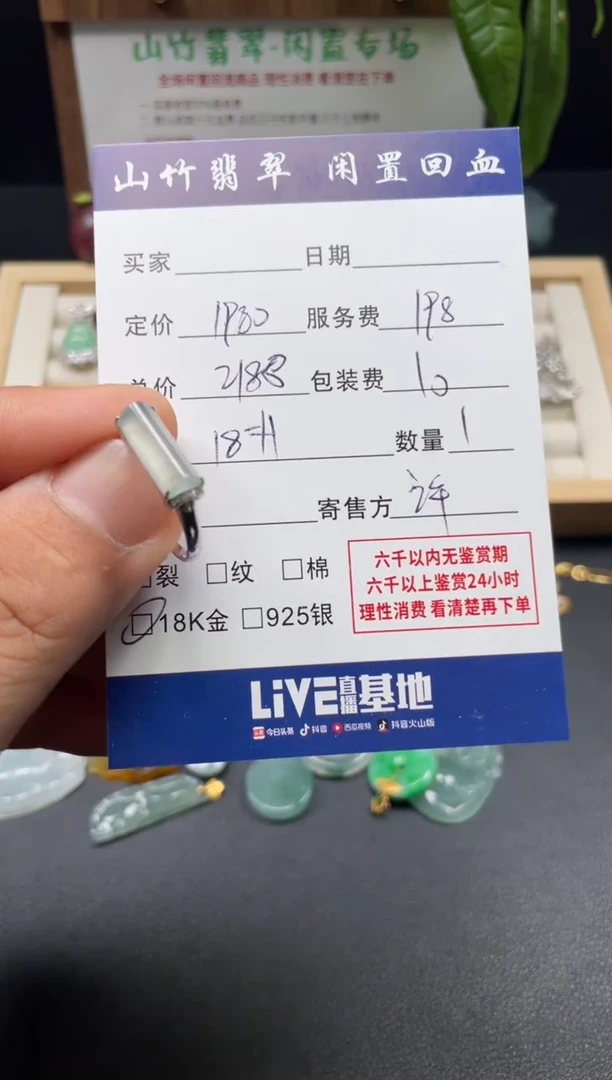 山竹翡翠-闲置专场
山竹翡翠 闲置回血
买家 日期
定价 1980 服务费 198
总价 2188 包装费 10
18-11 数量 1
寄售方 许
裂 □纹 □棉
□18K金 □925银
六千以内无鉴赏期
六千以上鉴赏24小时
理性消费 看清楚再下单
LiVE直播基地
头条 今日头条 抖音 西瓜视频 抖音火山版